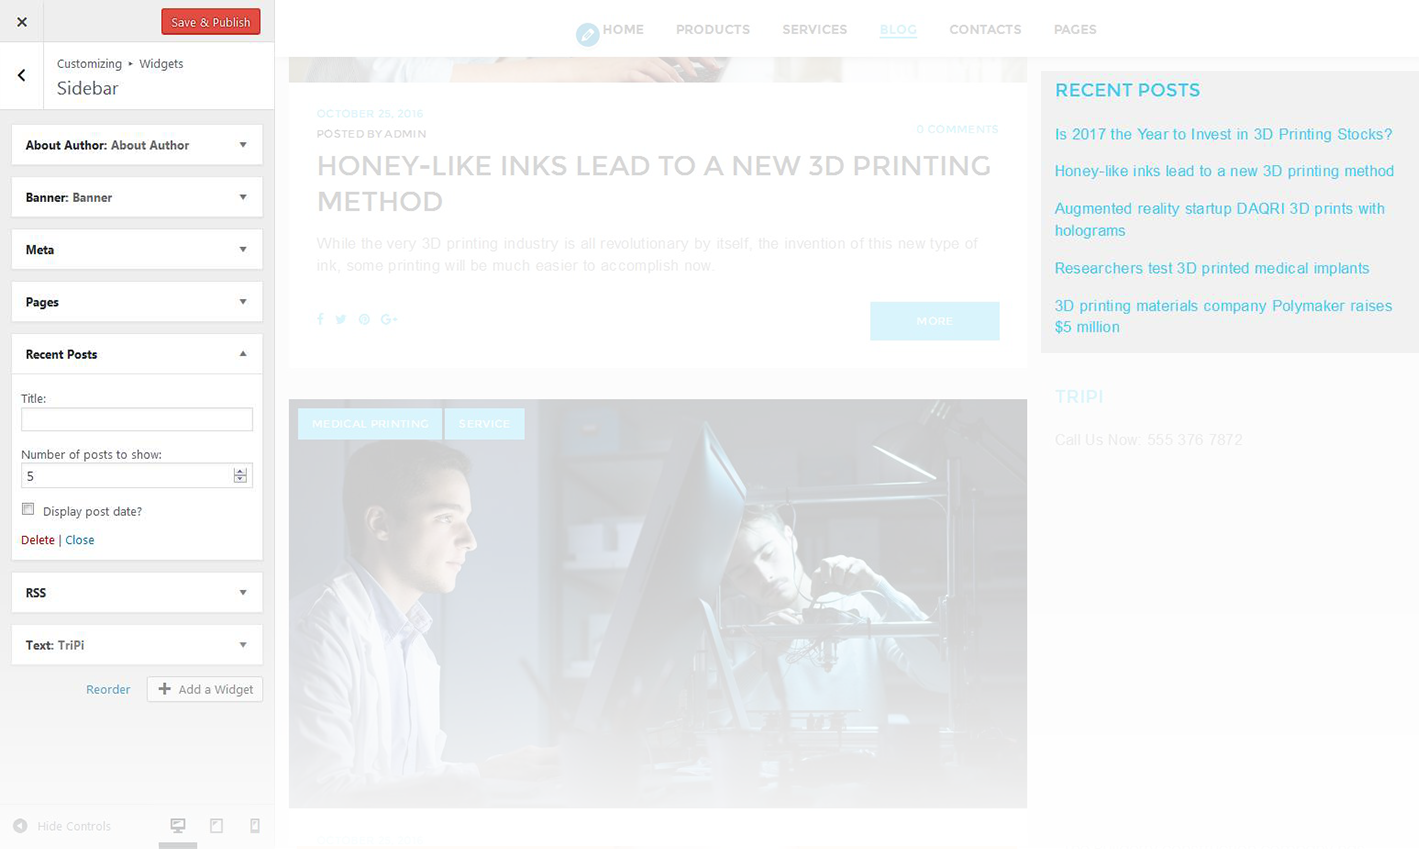 Save & Publish
Customizing ▸ Widgets
Sidebar
About Author: About Author
Banner: Banner
Meta
Pages
Recent Posts
Title:
Number of posts to show:
5
Display post date?
Delete | Close
RSS
Text: TriPi
Reorder
Add a Widget
Hide Controls
HOME PRODUCTS SERVICES BLOG CONTACTS PAGES
OCTOBER 25, 2016
POSTED BY ADMIN
0 COMMENTS
HONEY-LIKE INKS LEAD TO A NEW 3D PRINTING
METHOD
While the very 3D printing industry is all revolutionary by itself, the invention of this new type of
ink, some printing will be much easier to accomplish now.
MORE
MEDICAL PRINTING SERVICE
RECENT POSTS
Is 2017 the Year to Invest in 3D Printing Stocks?
Honey-like inks lead to a new 3D printing method
Augmented reality startup DAQRI 3D prints with
holograms
Researchers test 3D printed medical implants
3D printing materials company Polymaker raises
$5 million
TRIPI
Call Us Now: 555 376 7872